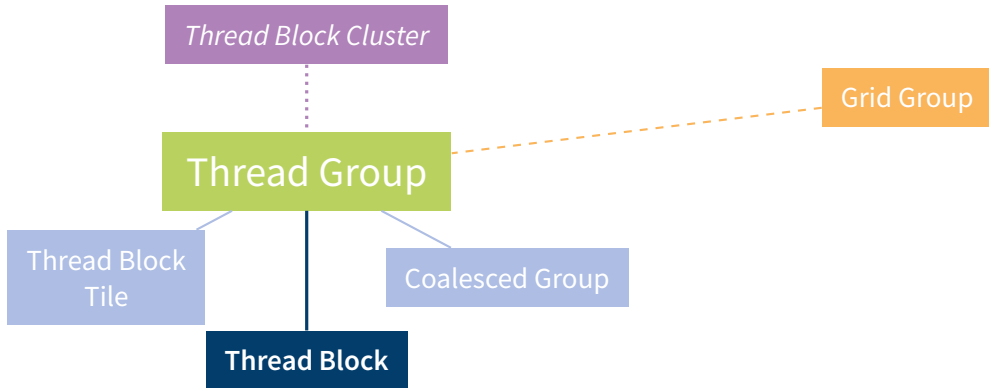 Thread Block Cluster
Grid Group
Thread Group
Thread Block
Tile
Coalesced Group
Thread Block